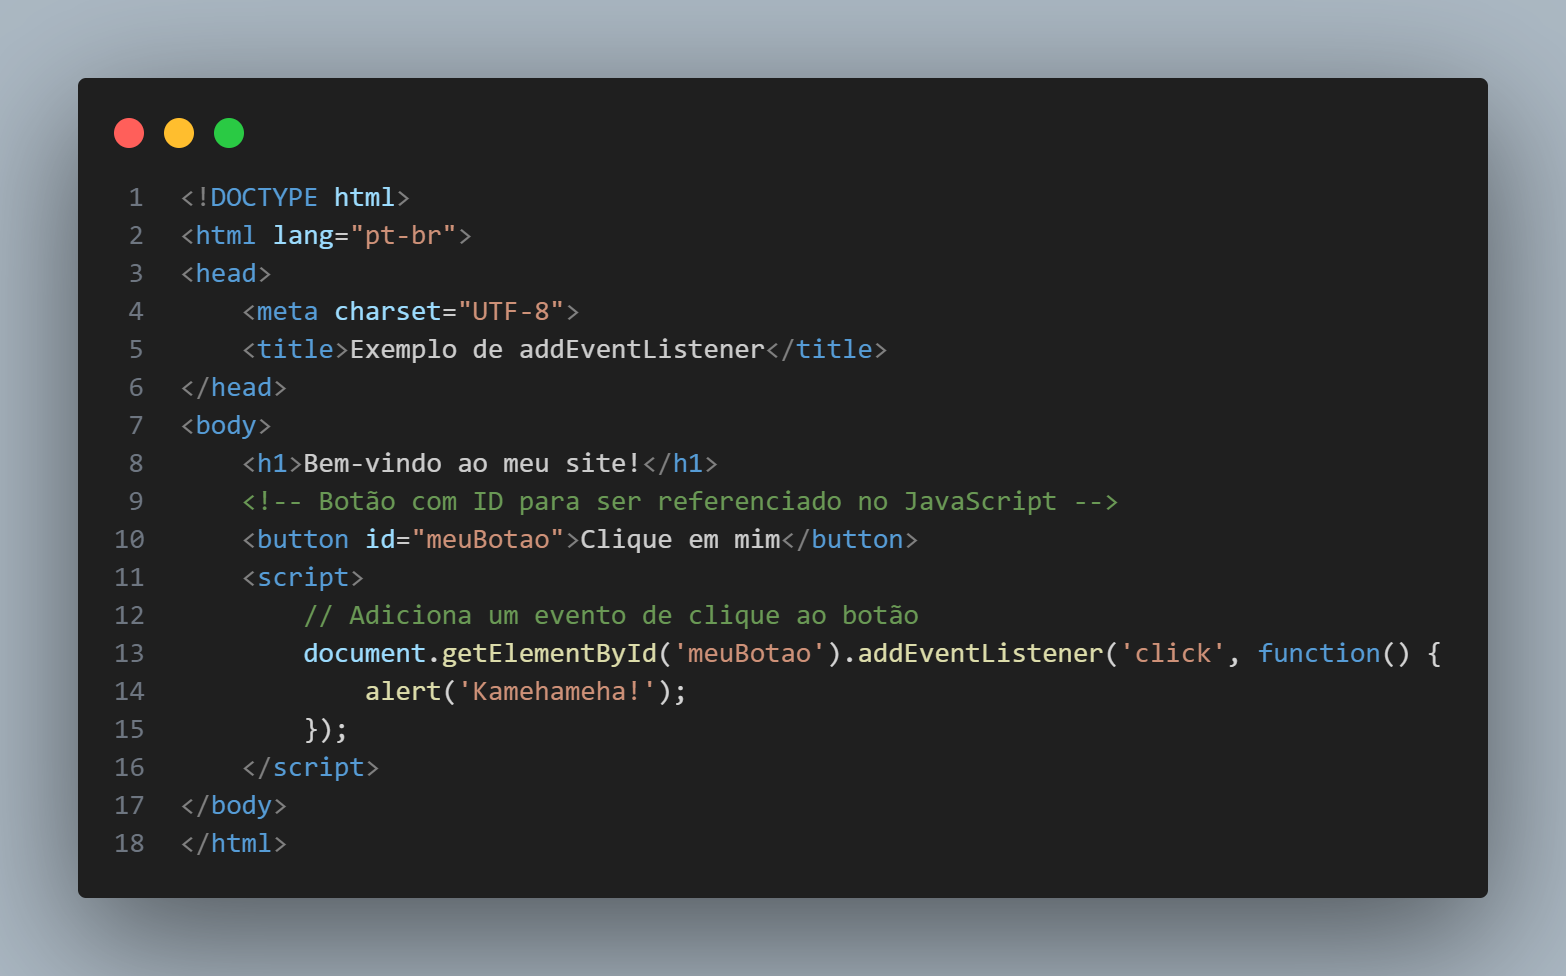 1 <!DOCTYPE html>
2 <html lang="pt-br">
3 <head>
4     <meta charset="UTF-8">
5     <title>Exemplo de addEventListener</title>
6 </head>
7 <body>
8     <h1>Bem-vindo ao meu site!</h1>
9     <!-- Botão com ID para ser referenciado no JavaScript -->
10     <button id="meuBotao">Clique em mim</button>
11     <script>
12         // Adiciona um evento de clique ao botão
13         document.getElementById('meuBotao').addEventListener('click', function() {
14             alert('Kamehameha!');
15         });
16     </script>
17 </body>
18 </html>